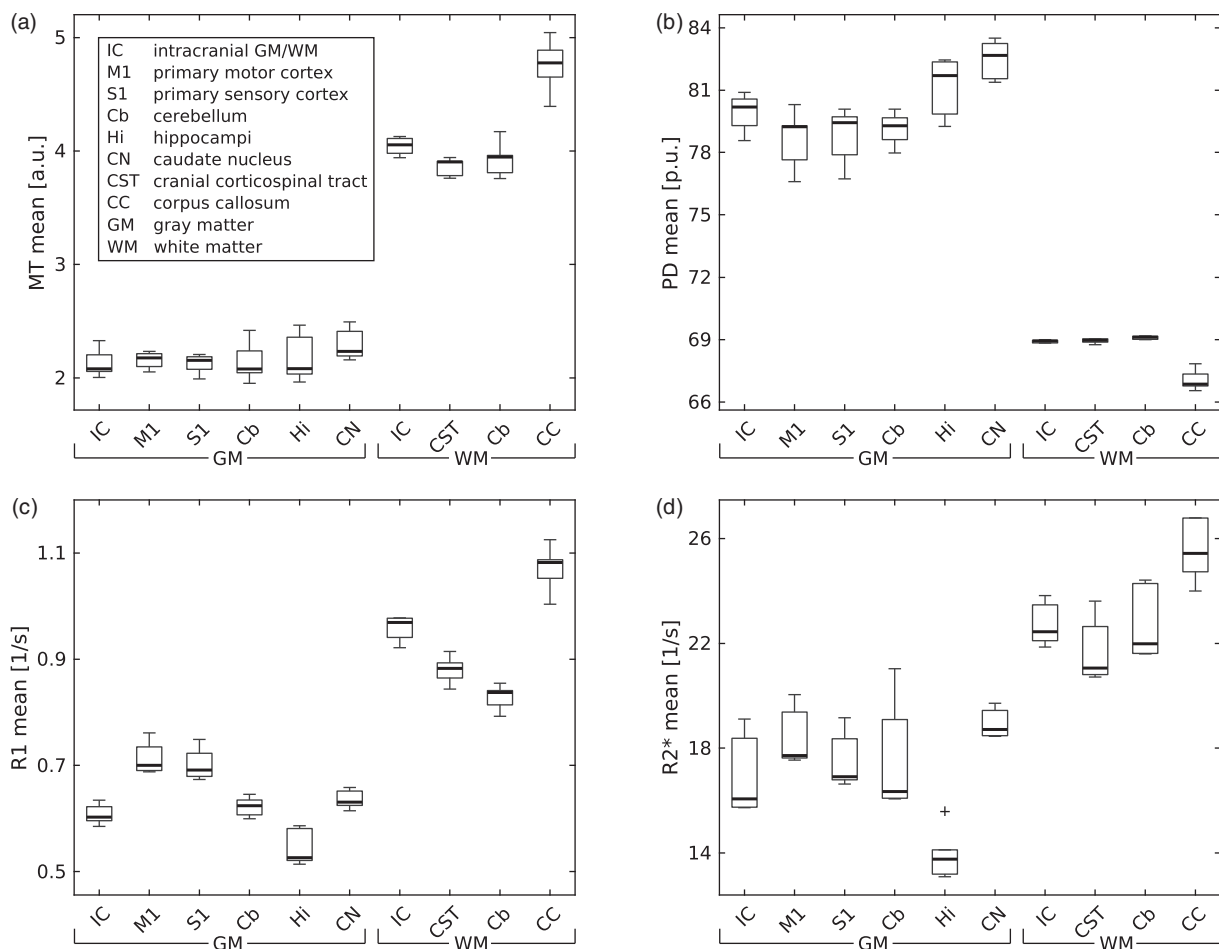 (a)
MT mean [a.u.]
5
4
3
2
IC intracranial GM/WM
M1 primary motor cortex
S1 primary sensory cortex
Cb cerebellum
Hi hippocampi
CN caudate nucleus
CST cranial corticospinal tract
CC corpus callosum
GM gray matter
WM white matter
IC M1 S1 Cb Hi CN IC CST Cb CC
GM WM
(b)
PD mean [p.u.]
84
81
78
75
72
69
66
IC M1 S1 Cb Hi CN IC CST Cb CC
GM WM
(c)
R1 mean [1/s]
1.1
0.9
0.7
0.5
IC M1 S1 Cb Hi CN IC CST Cb CC
GM WM
(d)
R2* mean [1/s]
26
22
18
14
IC M1 S1 Cb Hi CN IC CST Cb CC
GM WM